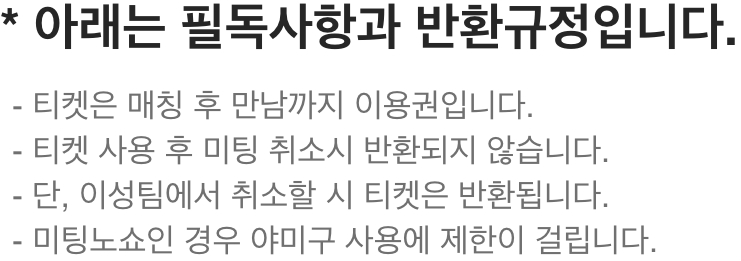 * 아래는 필독사항과 반환규정입니다.
- 티켓은 매칭 후 만남까지 이용권입니다.
- 티켓 사용 후 미팅 취소시 반환되지 않습니다.
- 단, 이성팀에서 취소할 시 티켓은 반환됩니다.
- 미팅노쇼인 경우 야미구 사용에 제한이 걸립니다.